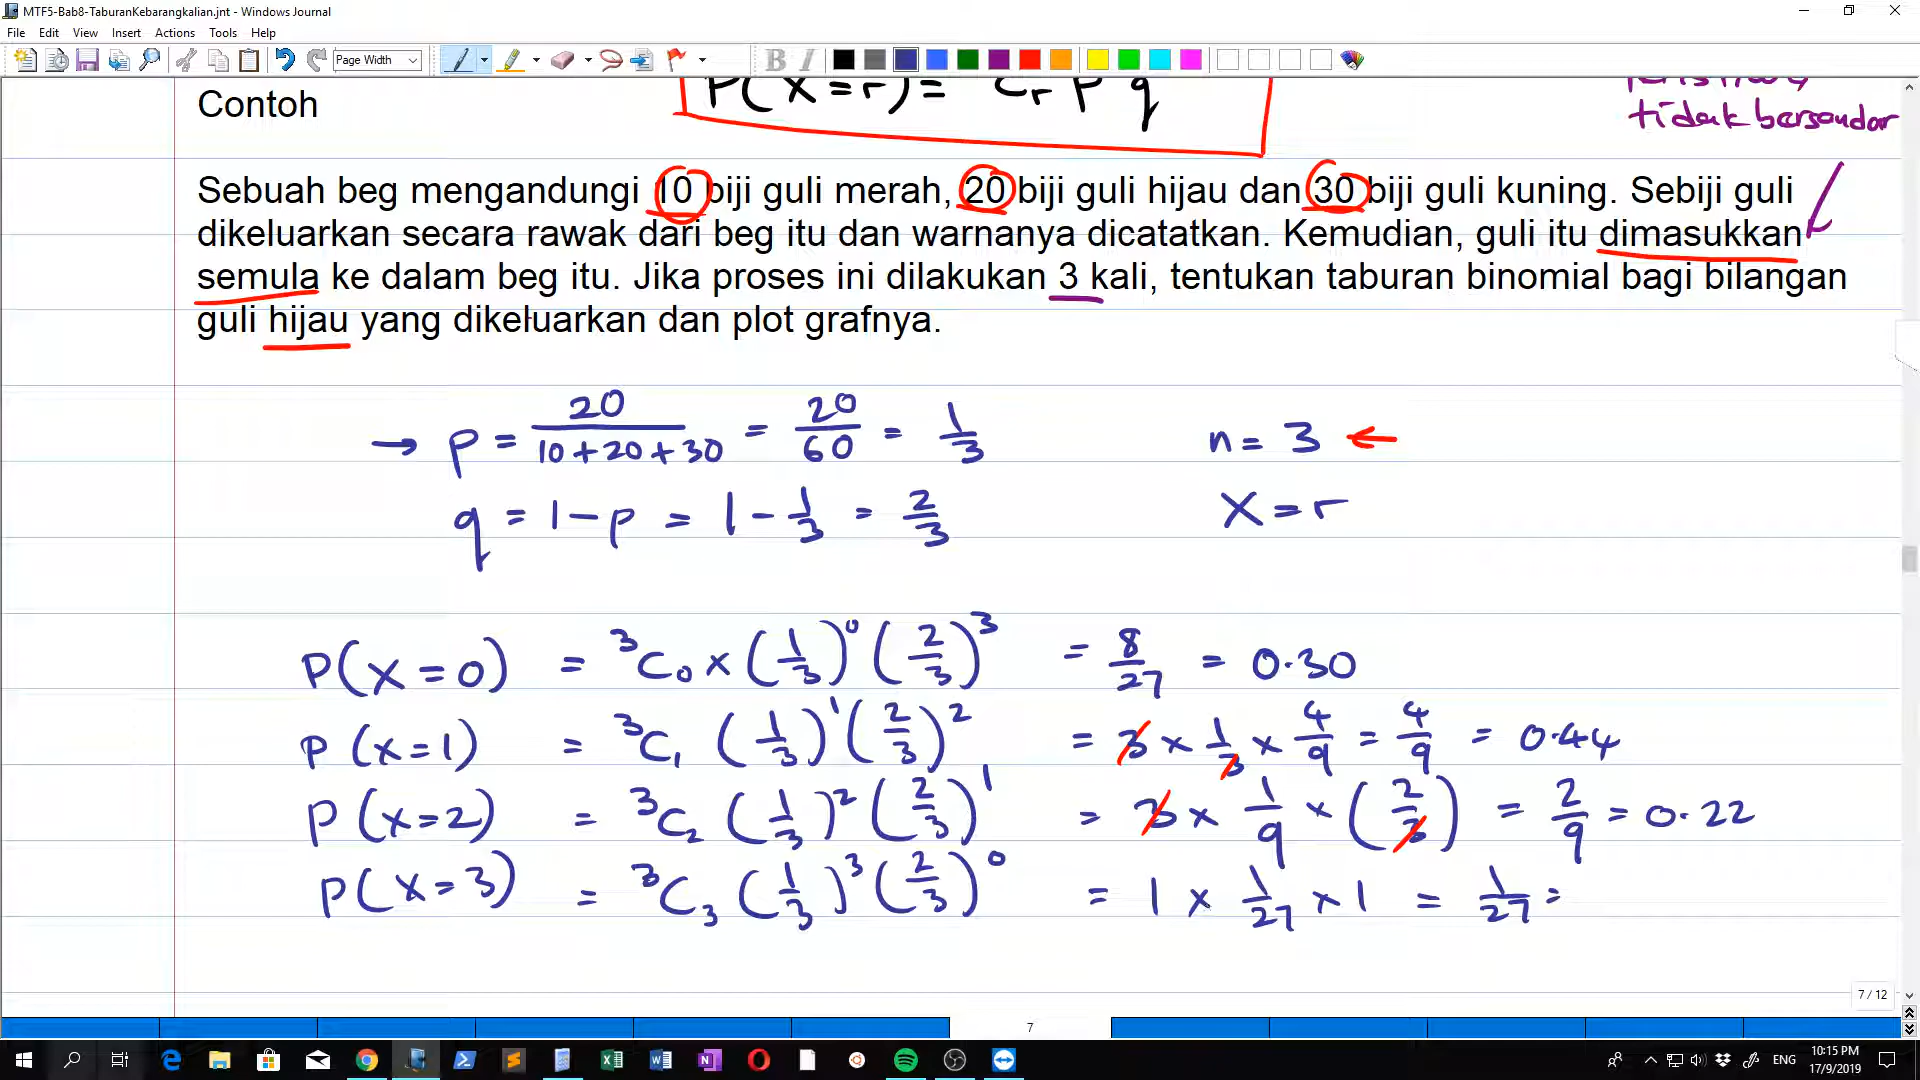 MTF5-Bab8-TaburanKebarangkalian.jnt - Windows Journal
File Edit View Insert Actions Tools Help
Page Width B I
P(X=r) = C r p q
Contoh
tidak bersandar
Sebuah beg mengandungi 10 biji guli merah, 20 biji guli hijau dan 30 biji guli kuning. Sebiji guli
dikeluarkan secara rawak dari beg itu dan warnanya dicatatkan. Kemudian, guli itu dimasukkan
semula ke dalam beg itu. Jika proses ini dilakukan 3 kali, tentukan taburan binomial bagi bilangan
guli hijau yang dikeluarkan dan plot grafnya.
→ p = 20/(10+20+30) = 20/60 = 1/3
n = 3 ←
q = 1 − p = 1 − 1/3 = 2/3
X = r
P(X=0) = ³C₀ × (1/3)⁰ (2/3)³ = 8/27 = 0.30
P(X=1) = ³C₁ (1/3)¹ (2/3)² = 3 × 1/3 × 4/9 = 4/9 = 0.44
P(X=2) = ³C₂ (1/3)² (2/3)¹ = 3 × 1/9 × (2/3) = 2/9 = 0.22
P(X=3) = ³C₃ (1/3)³ (2/3)⁰ = 1 × 1/27 × 1 = 1/27 =
7 / 12
7
ENG
10:15 PM
17/9/2019